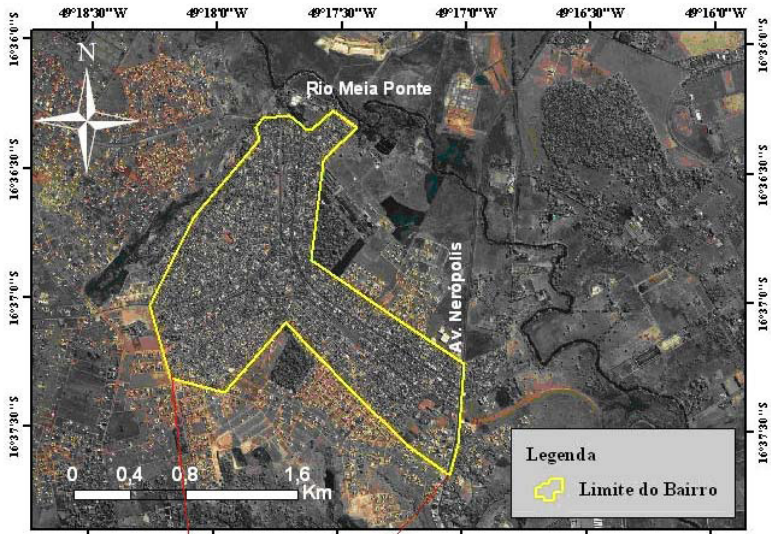 49°18'30"W
49°18'0"W
49°17'30"W
49°17'0"W
49°16'30"W
49°16'0"W
16°36'0"S
16°36'0"S
N
Rio Meia Ponte
16°36'30"S
16°36'30"S
Av. Nerópolis
16°37'0"S
16°37'0"S
16°37'30"S
16°37'30"S
0 0,4 0,8 1,6
Km
Legenda
Limite do Bairro